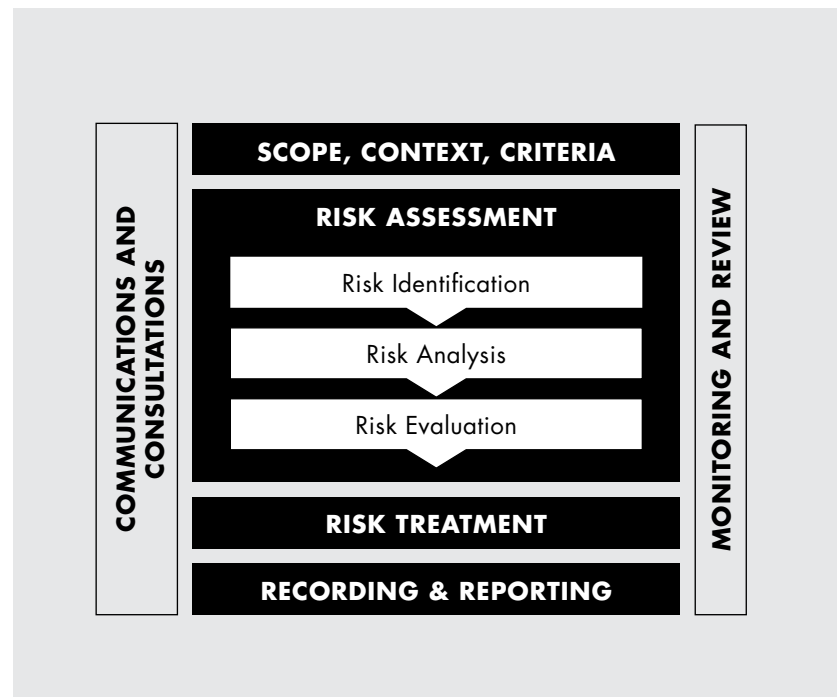 SCOPE, CONTEXT, CRITERIA
RISK ASSESSMENT
Risk Identification
Risk Analysis
Risk Evaluation
RISK TREATMENT
RECORDING & REPORTING
COMMUNICATIONS AND
CONSULTATIONS
MONITORING AND REVIEW